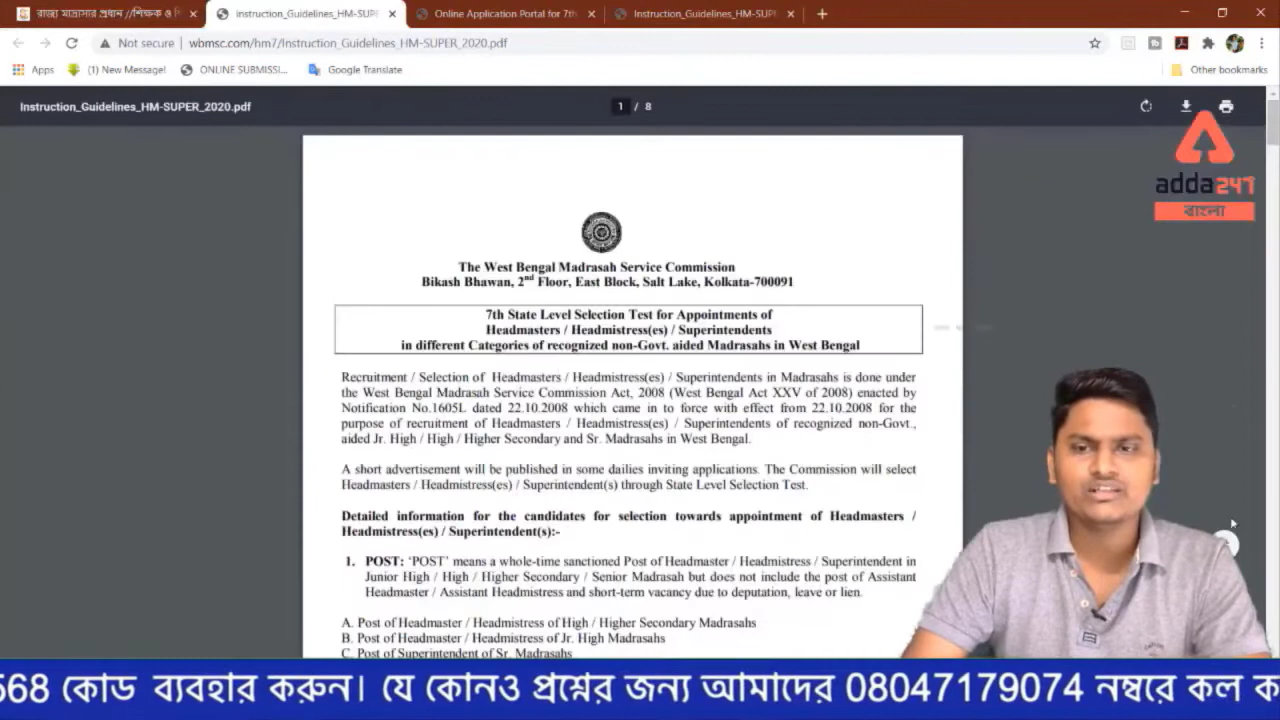 রাজ্য মাদ্রাসার প্রধান //শিক্ষক ও
Instruction_Guidelines_HM-SUPE
Online Application Portal for 7th
Instruction_Guidelines_HM-SUP
Not secure
wbmsc.com/hm7/Instruction_Guidelines_HM-SUPER_2020.pdf
Apps
(1) New Message!
ONLINE SUBMISSI...
Google Translate
Other bookmarks
Instruction_Guidelines_HM-SUPER_2020.pdf
1 / 8
adda247
বাংলা
The West Bengal Madrasah Service Commission
Bikash Bhawan, 2nd Floor, East Block, Salt Lake, Kolkata-700091
7th State Level Selection Test for Appointments of
Headmasters / Headmistress(es) / Superintendents
in different Categories of recognized non-Govt. aided Madrasahs in West Bengal
Recruitment / Selection of Headmasters / Headmistress(es) / Superintendents in Madrasahs is done under
the West Bengal Madrasah Service Commission Act, 2008 (West Bengal Act XXV of 2008) enacted by
Notification No.1605L dated 22.10.2008 which came in to force with effect from 22.10.2008 for the
purpose of recruitment of Headmasters / Headmistress(es) / Superintendents of recognized non-Govt.,
aided Jr. High / High / Higher Secondary and Sr. Madrasahs in West Bengal.
A short advertisement will be published in some dailies inviting applications. The Commission will select
Headmasters / Headmistress(es) / Superintendent(s) through State Level Selection Test.
Detailed information for the candidates for selection towards appointment of Headmasters /
Headmistress(es) / Superintendent(s):-
1. POST: ‘POST’ means a whole-time sanctioned Post of Headmaster / Headmistress / Superintendent in
Junior High / High / Higher Secondary / Senior Madrasah but does not include the post of Assistant
Headmaster / Assistant Headmistress and short-term vacancy due to deputation, leave or lien.
A. Post of Headmaster / Headmistress of High / Higher Secondary Madrasahs
B. Post of Headmaster / Headmistress of Jr. High Madrasahs
C. Post of Superintendent of Sr. Madrasahs
568 কোড ব্যবহার করুন। যে কোনও প্রশ্নের জন্য আমাদের 08047179074 নম্বরে কল ক